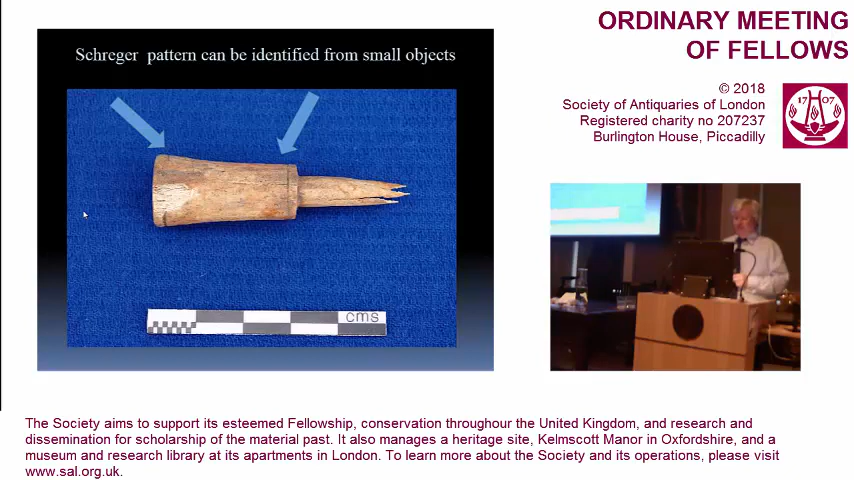 Schreger pattern can be identified from small objects
cms
ORDINARY MEETING
OF FELLOWS
© 2018
Society of Antiquaries of London
Registered charity no 207237
Burlington House, Piccadilly
17 07
The Society aims to support its esteemed Fellowship, conservation throughour the United Kingdom, and research and
dissemination for scholarship of the material past. It also manages a heritage site, Kelmscott Manor in Oxfordshire, and a
museum and research library at its apartments in London. To learn more about the Society and its operations, please visit
www.sal.org.uk.